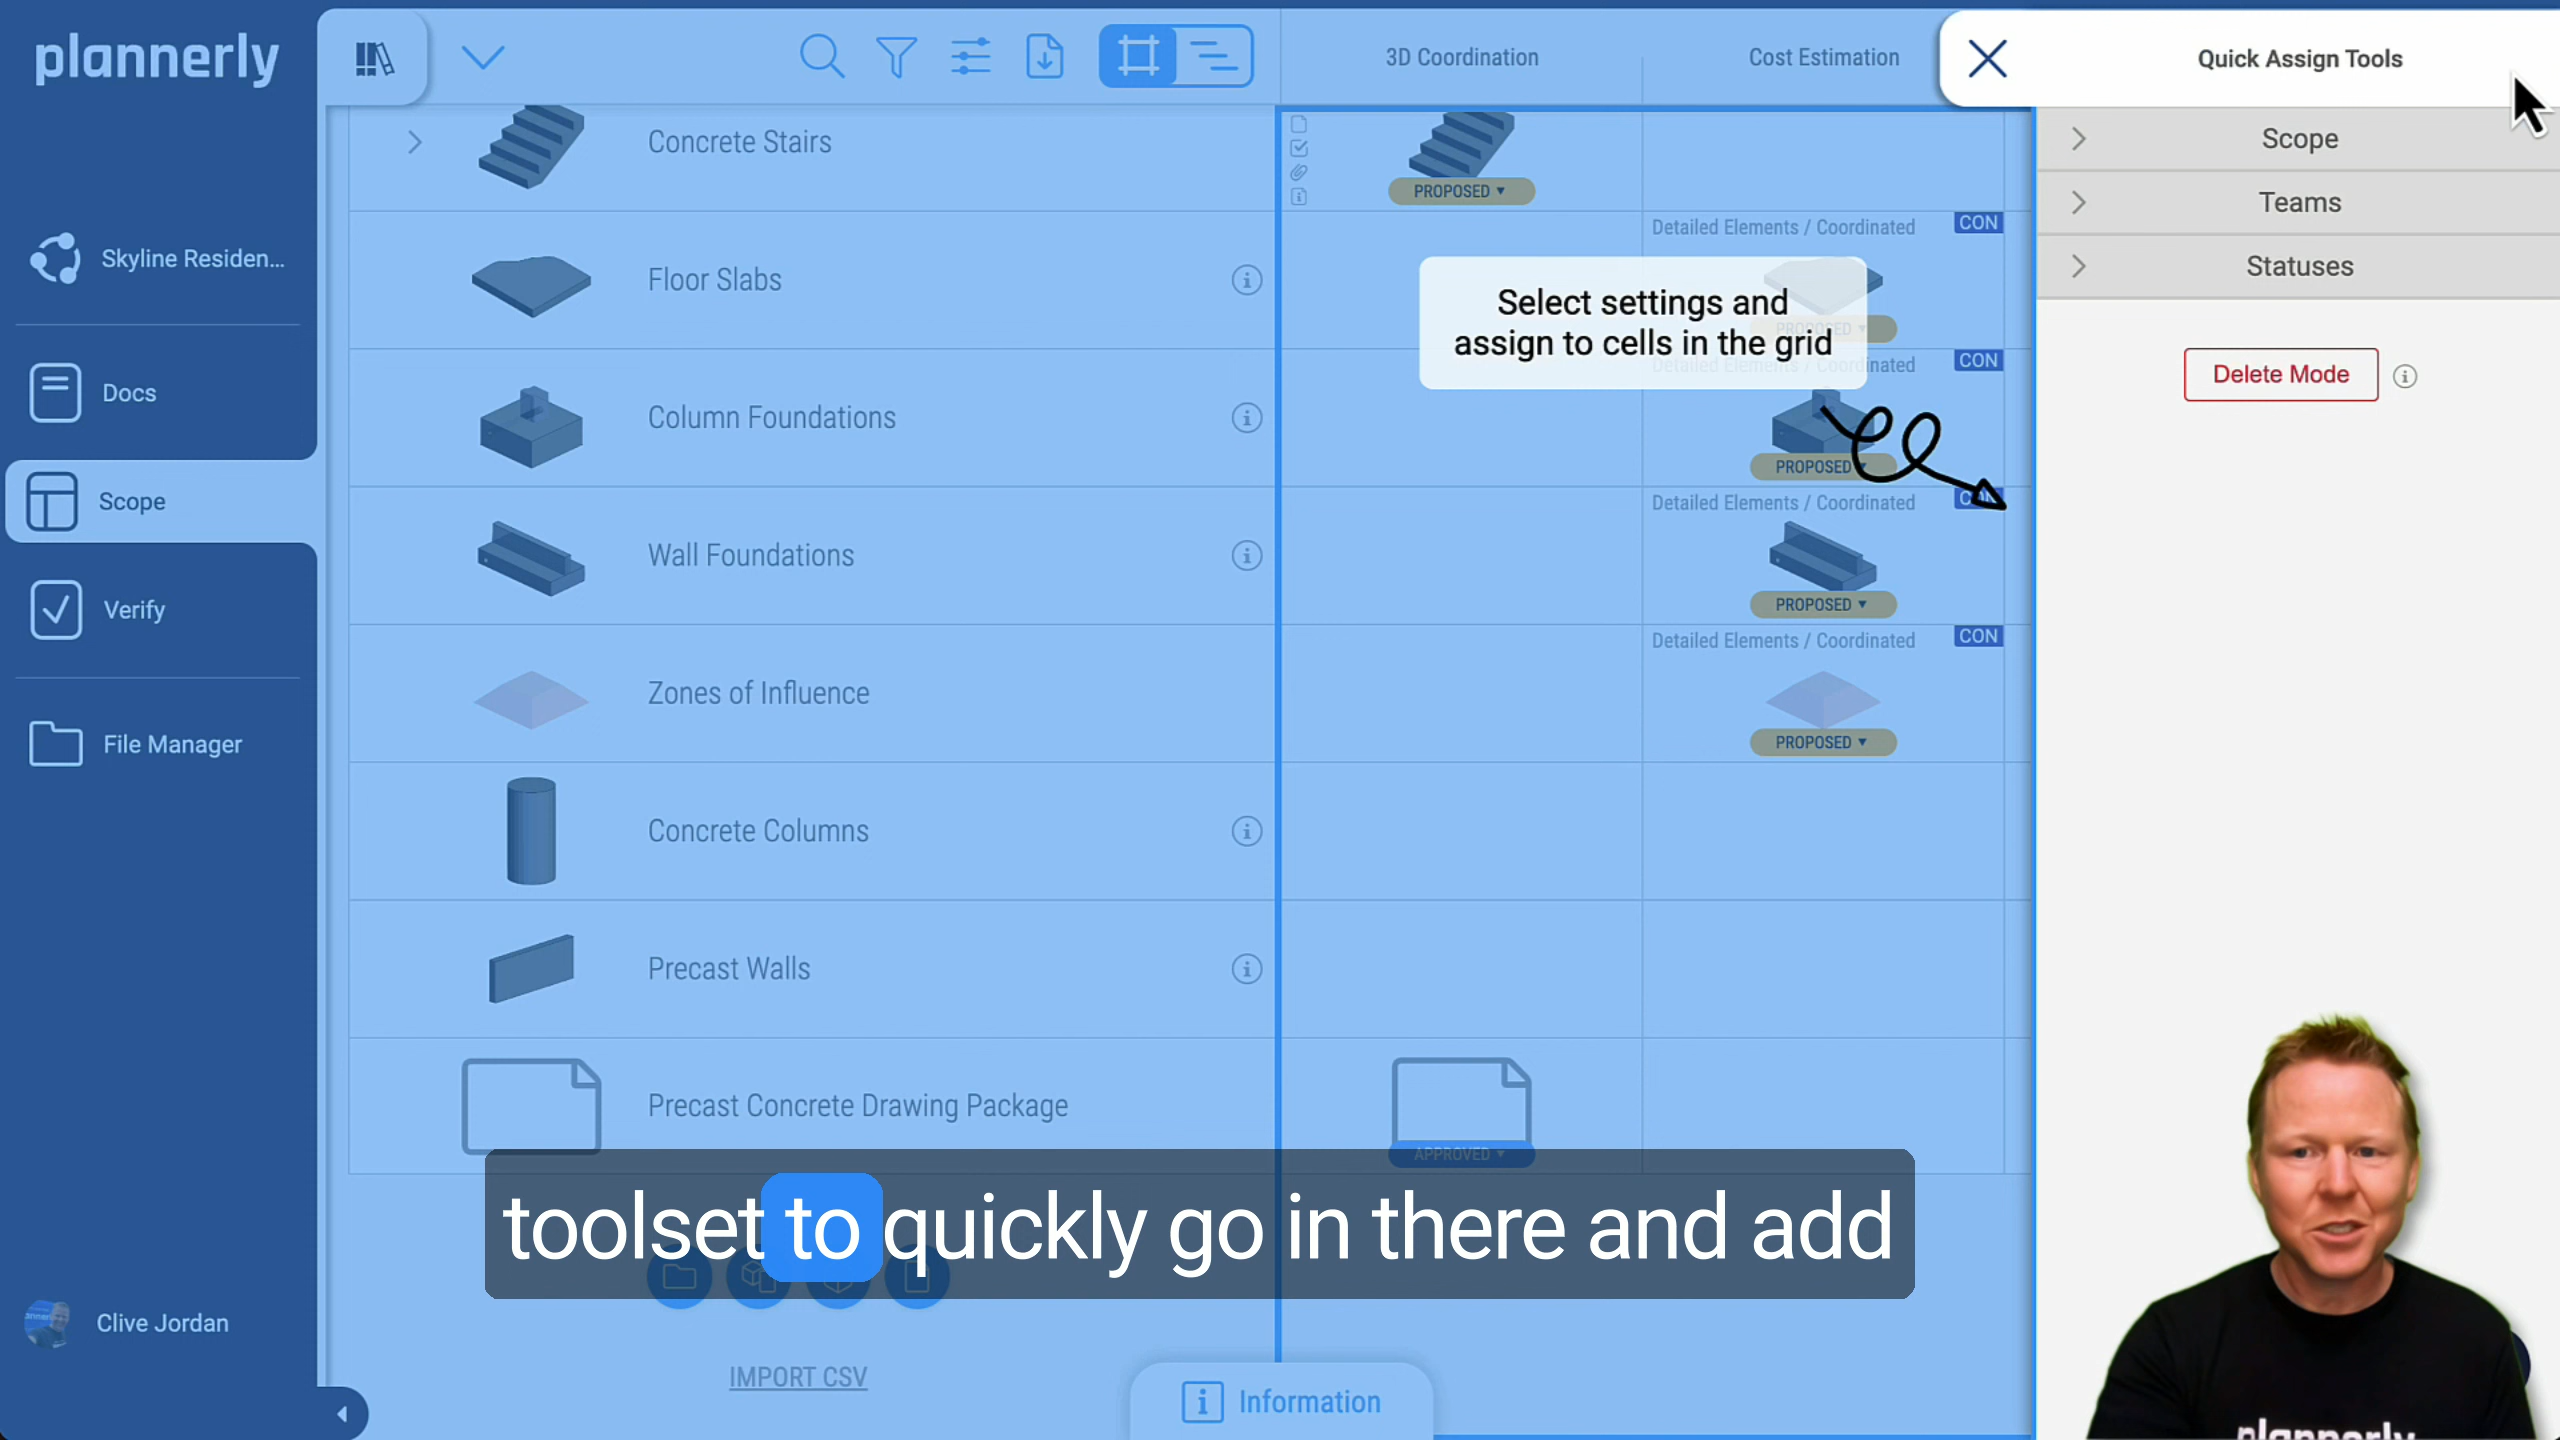 plannerly
3D Coordination
Cost Estimation
Quick Assign Tools
Concrete Stairs
PROPOSED ▼
Scope
Teams
Statuses
Skyline Residen...
Detailed Elements / Coordinated
CON
Floor Slabs
Select settings and
assign to cells in the grid
PROPOSED ▼
CON
Delete Mode
Docs
Column Foundations
PROPOSED
Scope
Detailed Elements / Coordinated
CON
Wall Foundations
PROPOSED ▼
Verify
Detailed Elements / Coordinated
CON
Zones of Influence
PROPOSED ▼
File Manager
Concrete Columns
Precast Walls
Precast Concrete Drawing Package
APPROVED ▼
toolset to quickly go in there and add
Clive Jordan
IMPORT CSV
Information
plannerly